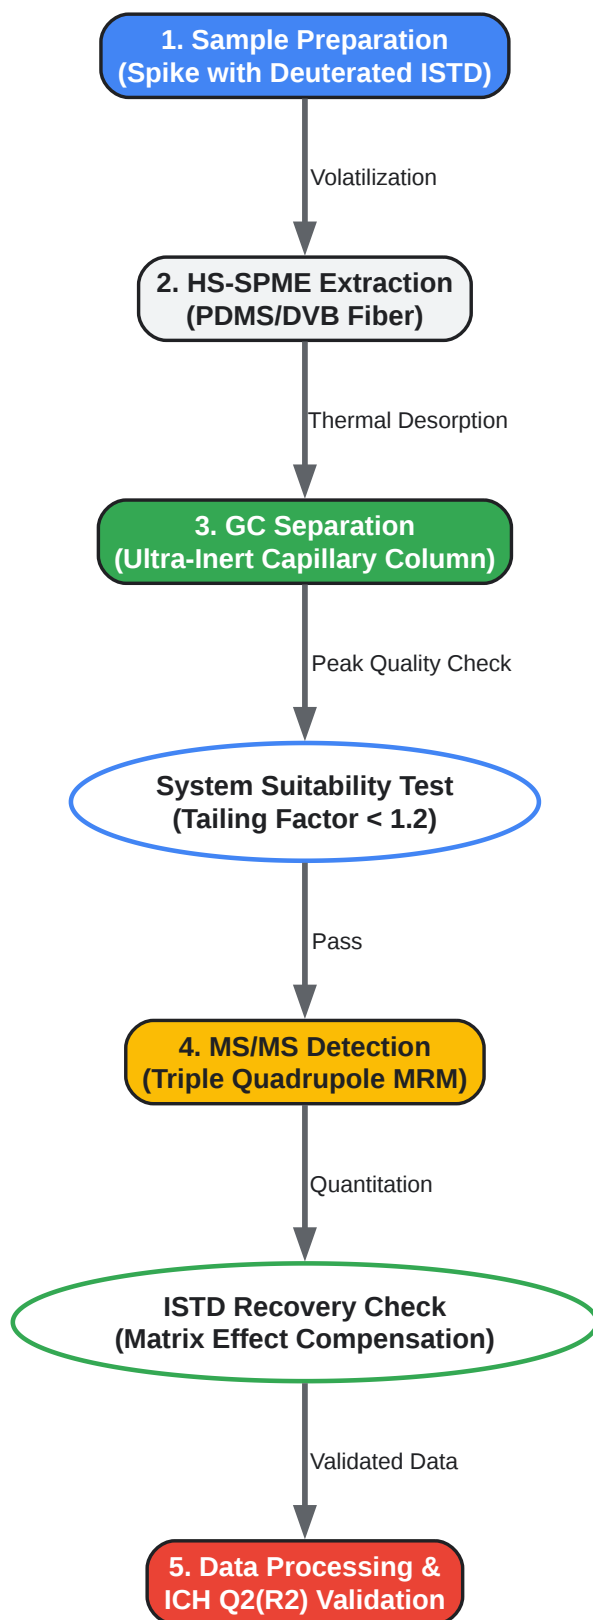 1. Sample Preparation
(Spike with Deuterated ISTD)
Volatilization
2. HS-SPME Extraction
(PDMS/DVB Fiber)
Thermal Desorption
3. GC Separation
(Ultra-Inert Capillary Column)
Peak Quality Check
System Suitability Test
(Tailing Factor < 1.2)
Pass
4. MS/MS Detection
(Triple Quadrupole MRM)
Quantitation
ISTD Recovery Check
(Matrix Effect Compensation)
Validated Data
5. Data Processing &
ICH Q2(R2) Validation